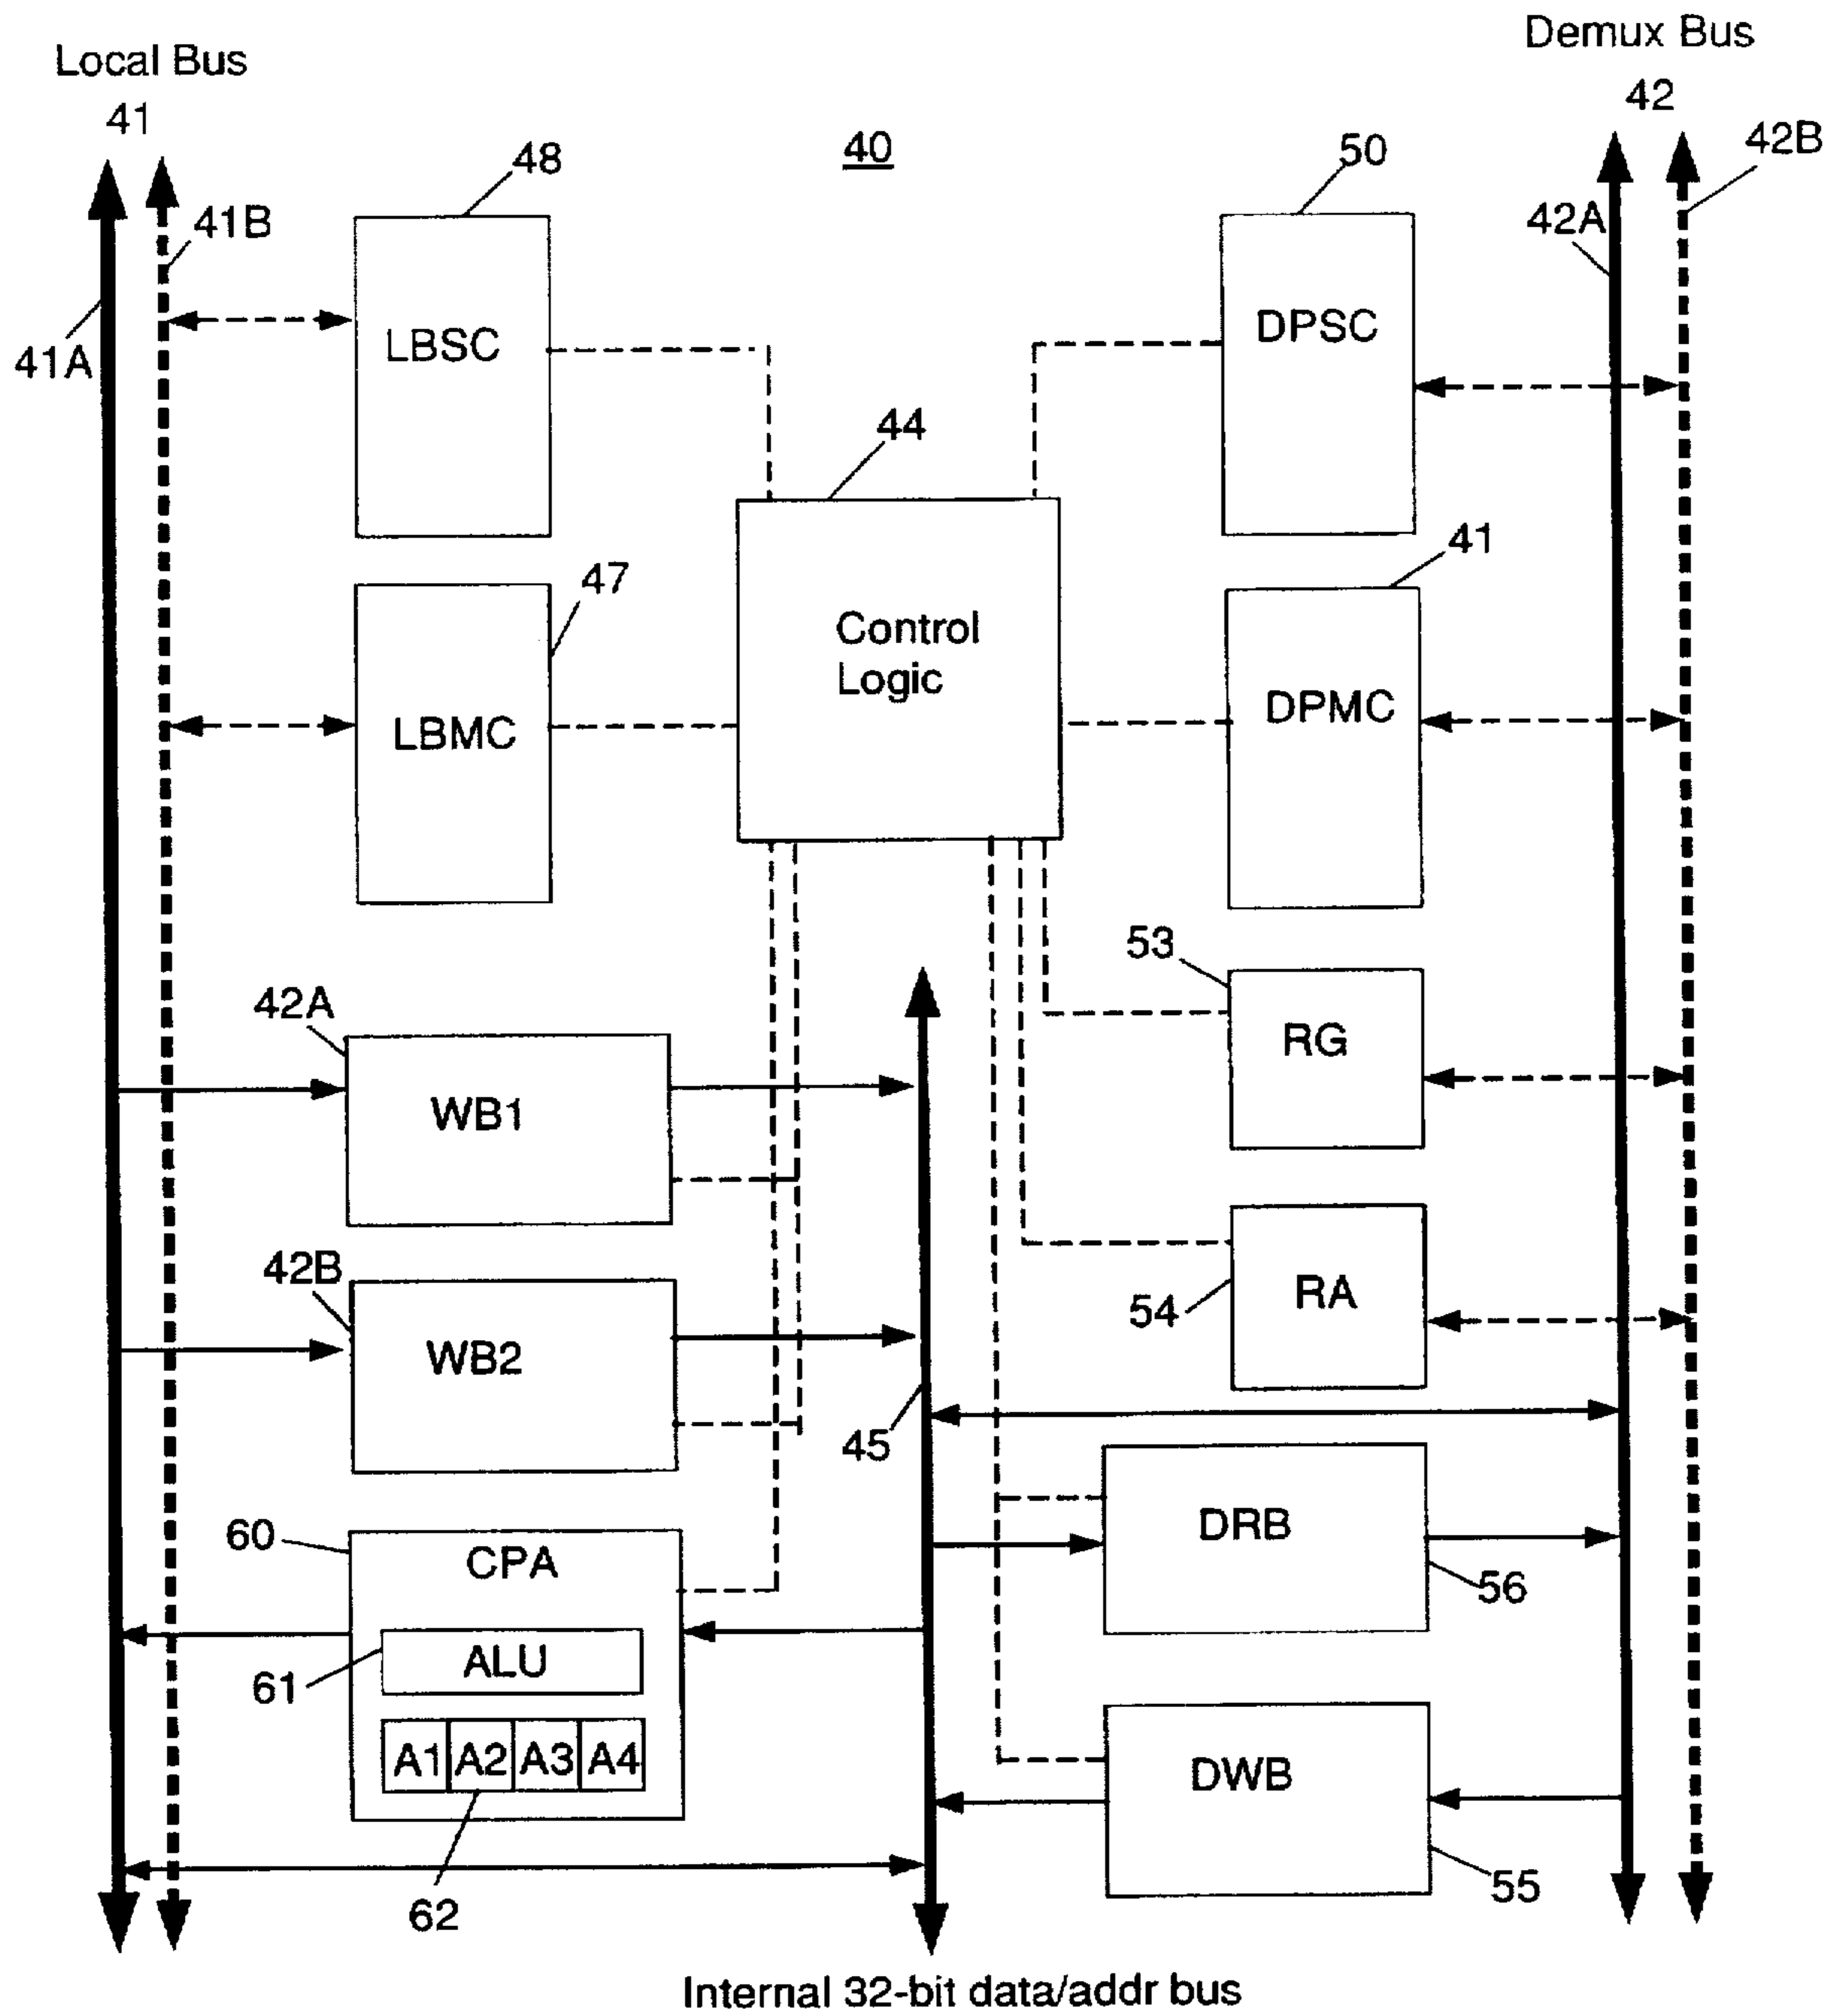 Local Bus
41
Demux Bus
42
40
48
50
42B
41B
42A
41A
LBSC
DPSC
44
41
47
Control
Logic
LBMC
DPMC
53
42A
RG
WB1
42B
54
RA
WB2
45
60
CPA
DRB
56
61
ALU
A1
A2
A3
A4
DWB
55
62
Internal 32-bit data/addr bus